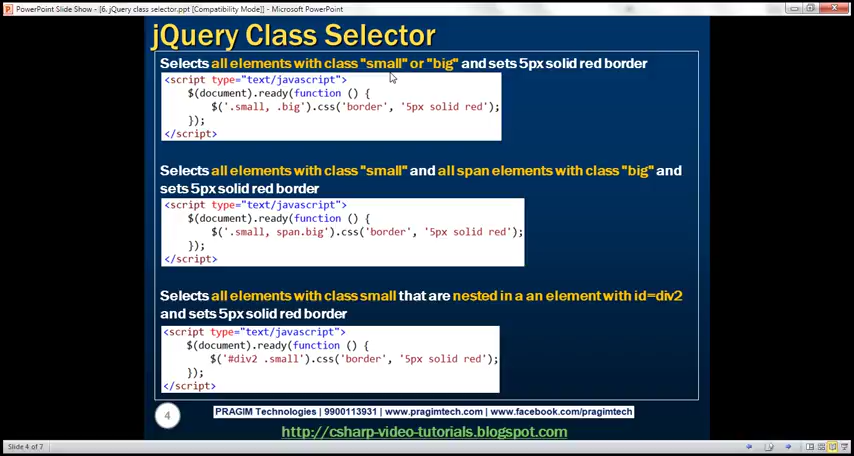 PowerPoint Slide Show - [6. jQuery class selector.ppt [Compatibility Mode]] - Microsoft PowerPoint
jQuery Class Selector
Selects all elements with class "small" or "big" and sets 5px solid red border
<script type="text/javascript">
$(document).ready(function () {
$('.small, .big').css('border', '5px solid red');
});
</script>
Selects all elements with class "small" and all span elements with class "big" and
sets 5px solid red border
<script type="text/javascript">
$(document).ready(function () {
$('.small, span.big').css('border', '5px solid red');
});
</script>
Selects all elements with class small that are nested in a an element with id=div2
and sets 5px solid red border
<script type="text/javascript">
$(document).ready(function () {
$('#div2 .small').css('border', '5px solid red');
});
</script>
4
PRAGIM Technologies | 9900113931 | www.pragimtech.com | www.facebook.com/pragimtech
http://csharp-video-tutorials.blogspot.com
Slide 4 of 7